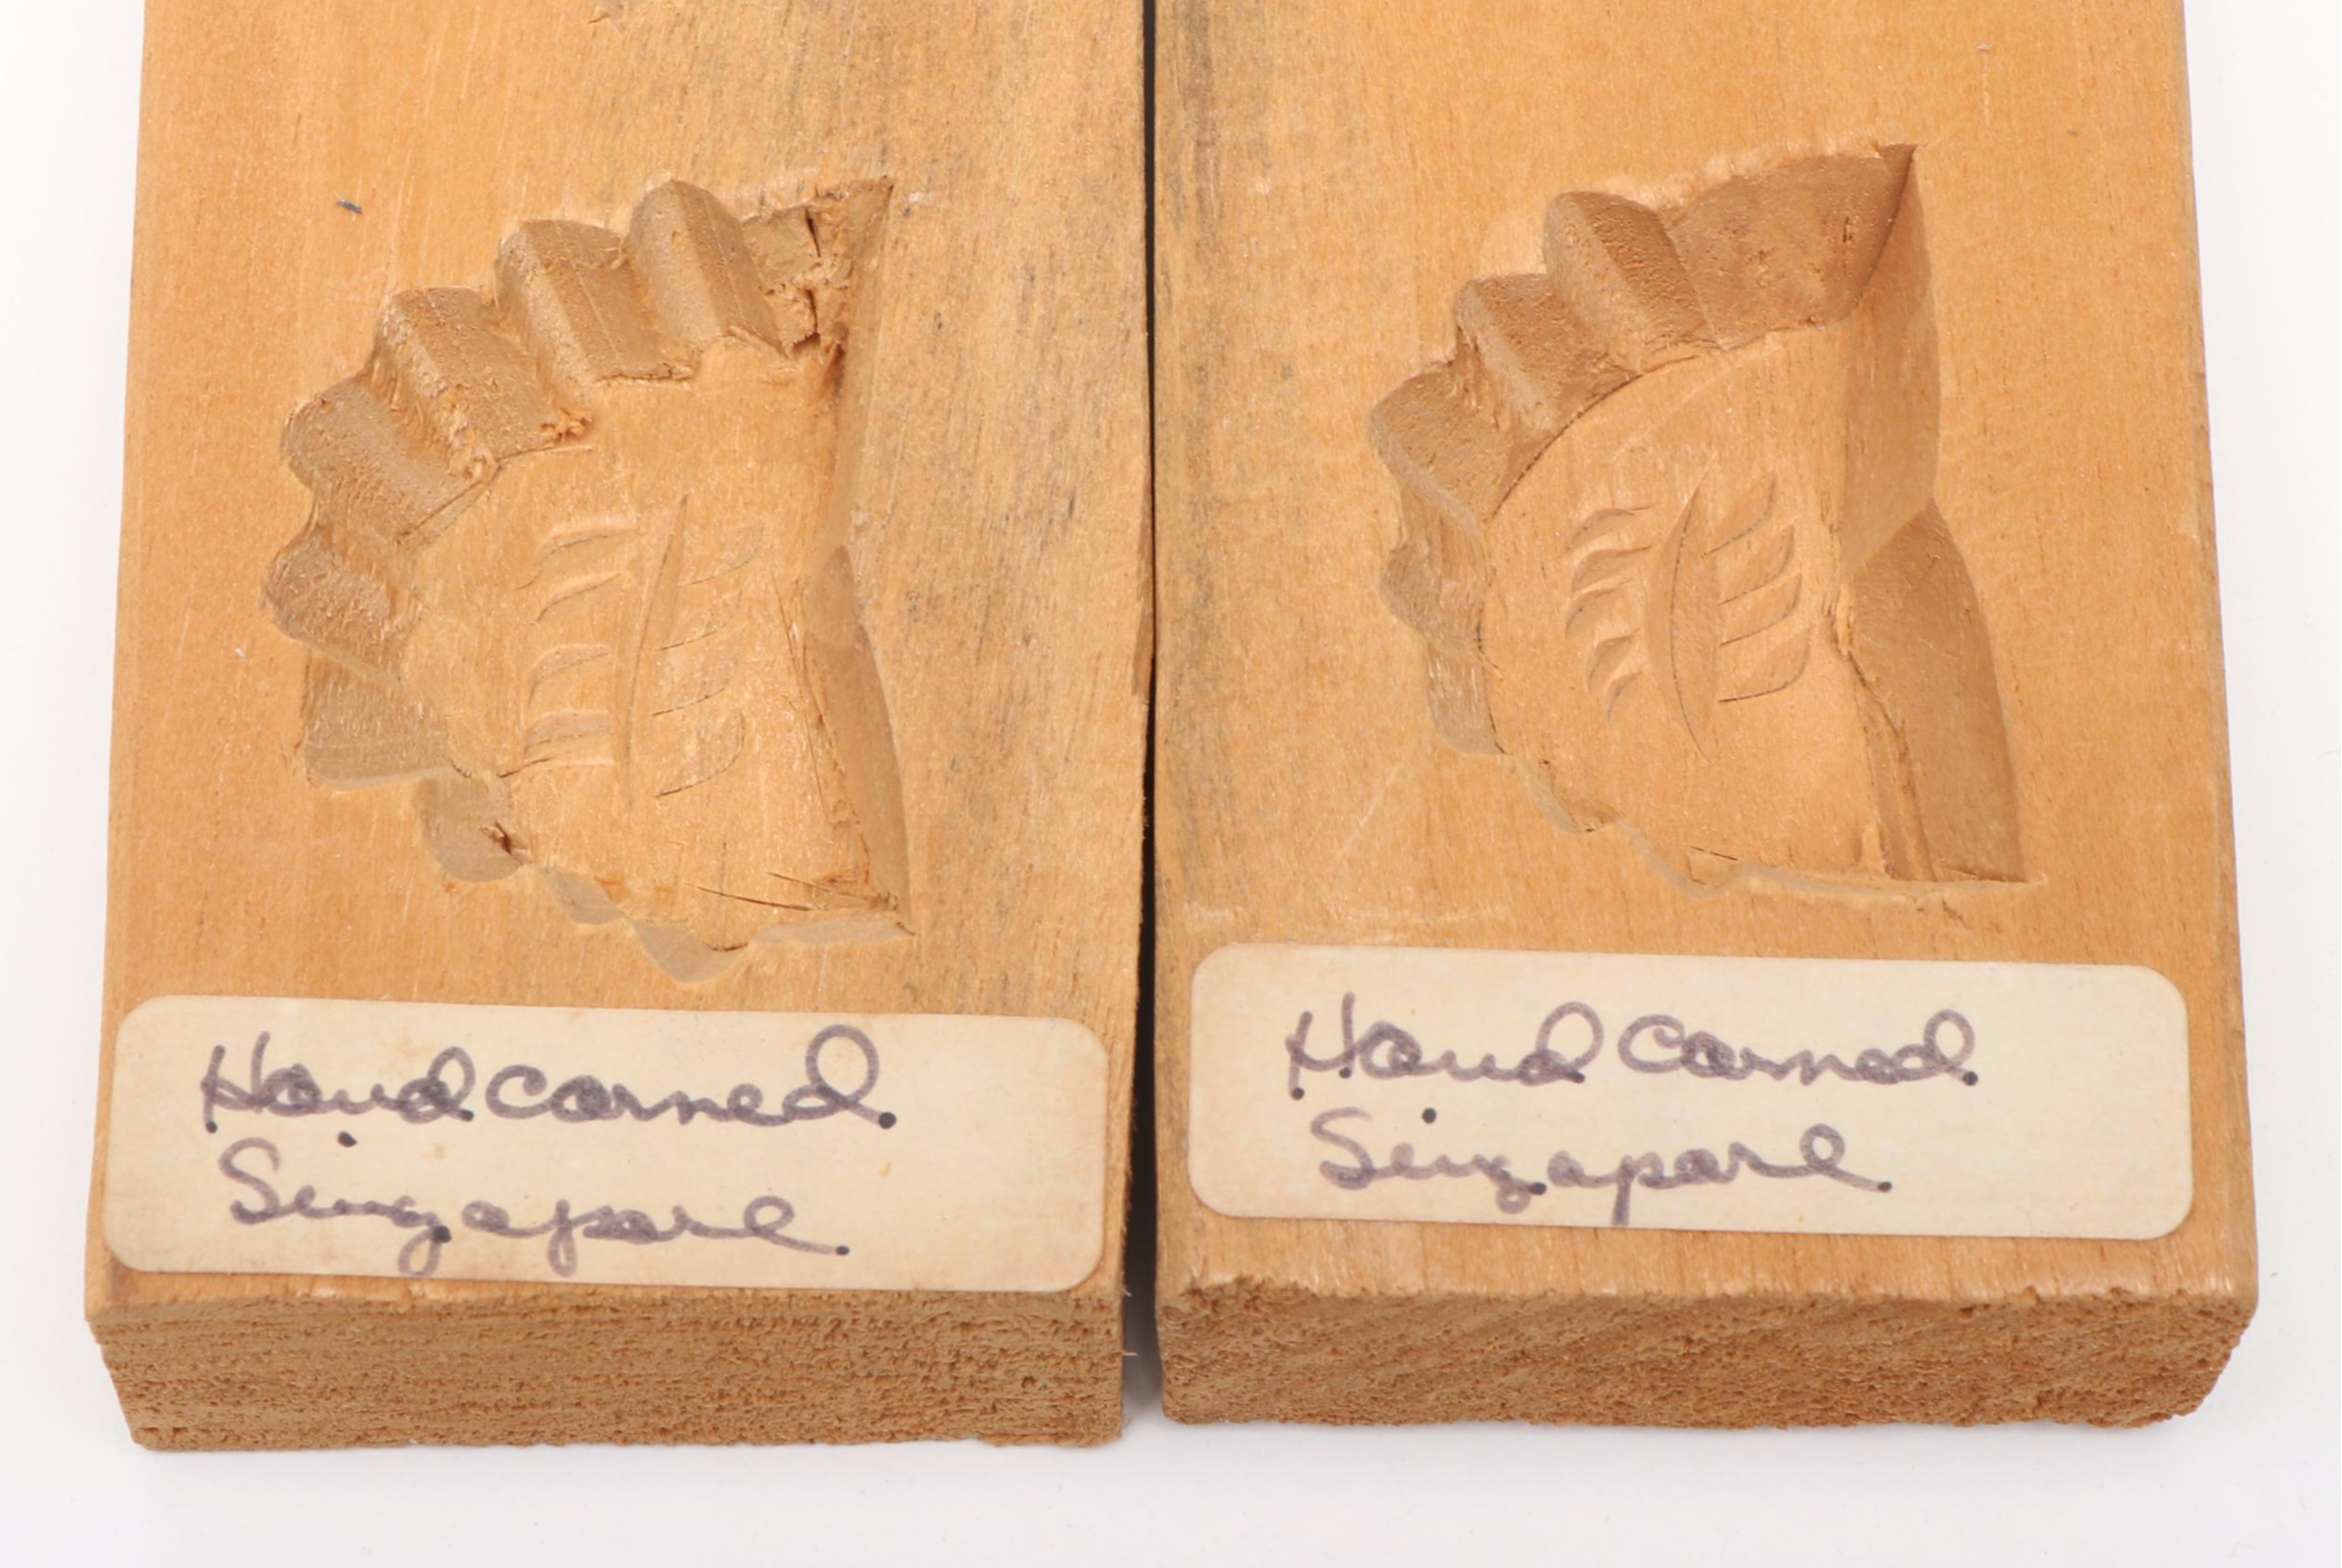 Hand carved
Singapore
Hand carved
Singapore